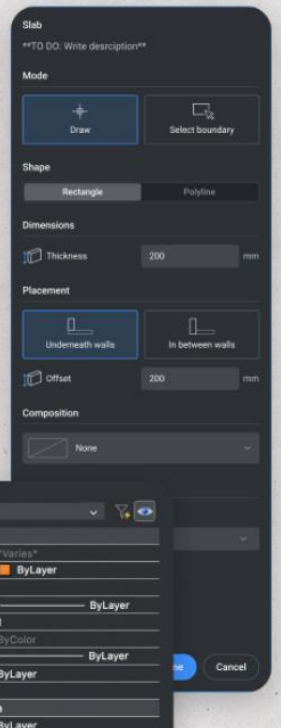 Slab
**TO DO: Write desrciption**
Mode
Draw
Select boundary
Shape
Rectangle Polyline
Dimensions
Thickness 200 mm
Placement
Underneath walls
In between walls
Offset 200 mm
Composition
None
*Varies*
ByLayer
ByLayer
ByColor
ByLayer
ByLayer
ByLayer
Cancel